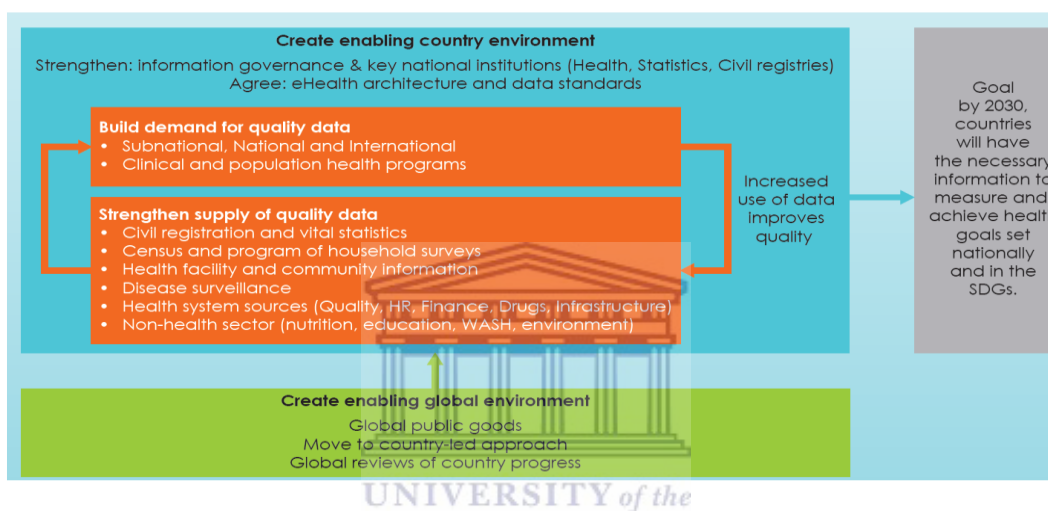 Create enabling country environment
Strengthen: information governance & key national institutions (Health, Statistics, Civil registries)
Agree: eHealth architecture and data standards
Build demand for quality data
• Subnational, National and International
• Clinical and population health programs
Strengthen supply of quality data
• Civil registration and vital statistics
• Census and program of household surveys
• Health facility and community information
• Disease surveillance
• Health system sources (Quality, HR, Finance, Drugs, Infrastructure)
• Non-health sector (nutrition, education, WASH, environment)
Increased
use of data
improves
quality
Goal
by 2030,
countries
will have
the necessary
information to
measure and
achieve health
goals set
nationally
and in the
SDGs.
Create enabling global environment
Global public goods
Move to country-led approach
Global reviews of country progress
UNIVERSITY of the